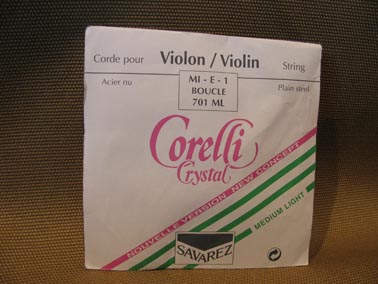 Corde pour Violon / Violin String
Acier nu MI - E - 1 Plain steel
BOUCLE
701 ML
Corelli
Crystal
NOUVELLE VERSION NEW CONCEPT
MEDIUM LIGHT
SAVAREZ